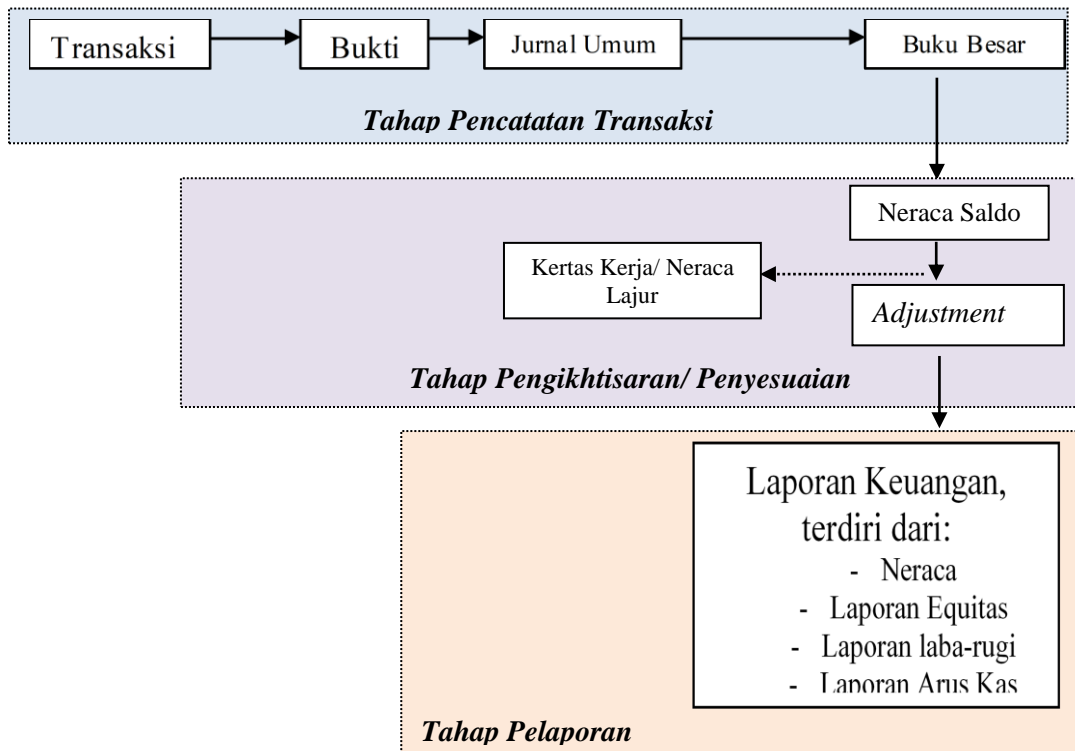 Transaksi
Bukti
Jurnal Umum
Buku Besar
Tahap Pencatatan Transaksi
Neraca Saldo
Kertas Kerja/ Neraca
Lajur
Adjustment
Tahap Pengikhtisaran/ Penyesuaian
Laporan Keuangan,
terdiri dari:
- Neraca
- Laporan Equitas
- Laporan laba-rugi
- Laporan Arus Kas
Tahap Pelaporan